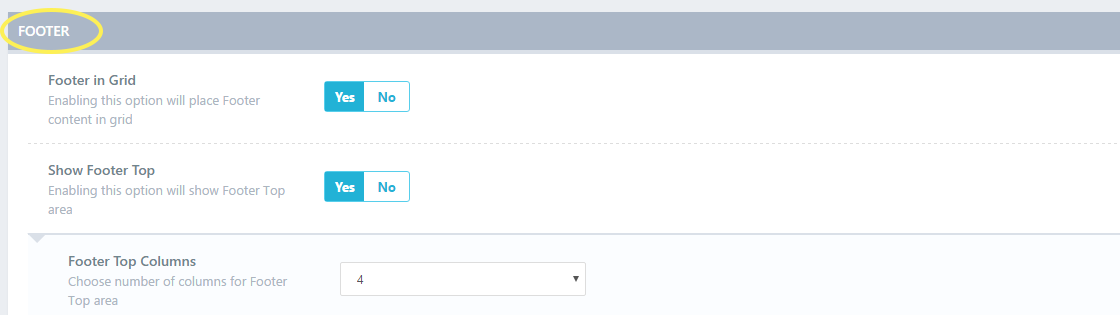 FOOTER
Footer in Grid
Enabling this option will place Footer
content in grid
Yes No
Show Footer Top
Enabling this option will show Footer Top
area
Yes No
Footer Top Columns
Choose number of columns for Footer
Top area
4